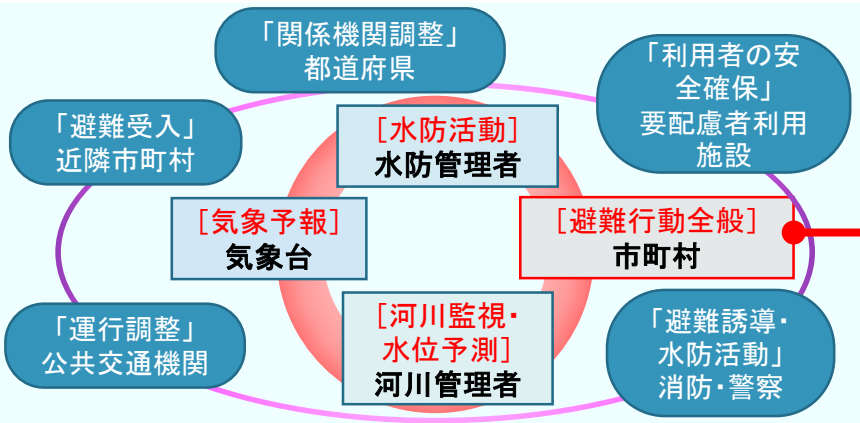 「関係機関調整」
都道府県
「利用者の安
全確保」
要配慮者利用
施設
「避難受入」
近隣市町村
[水防活動]
水防管理者
[気象予報]
気象台
[避難行動全般]
市町村
[河川監視・
水位予測]
河川管理者
「運行調整」
公共交通機関
「避難誘導・
水防活動」
消防・警察